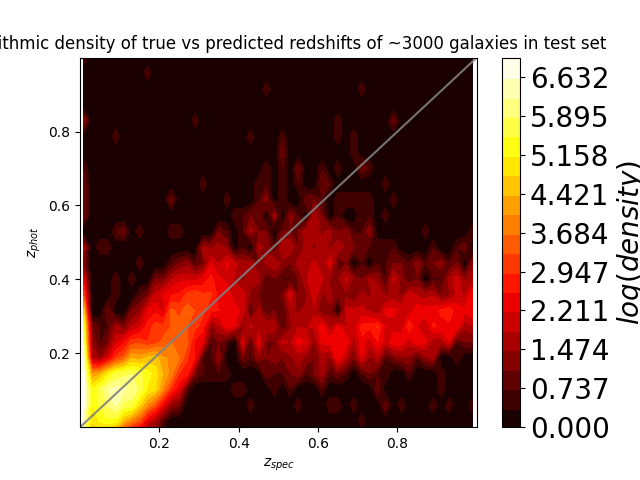 density of true vs predicted redshifts of ~3000 galaxies in test set
6.632
5.895
5.158
4.421
3.684
2.947
2.211
1.474
0.737
0.000
log(density)
0.8
0.6
0.4
0.2
z_phot
0.2 0.4 0.6 0.8
z_spec